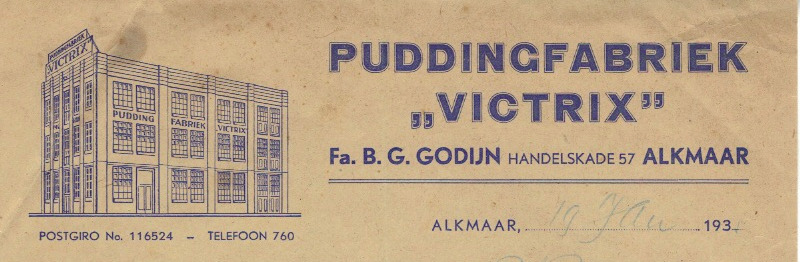 PUDDINGFABRIEK
"VICTRIX"
PUDDING FABRIEK "VICTRIX"
POSTGIRO No. 116524 – TELEFOON 760
PUDDINGFABRIEK
„VICTRIX”
Fa. B. G. GODIJN HANDELSKADE 57 ALKMAAR
ALKMAAR, 19 Jan 193